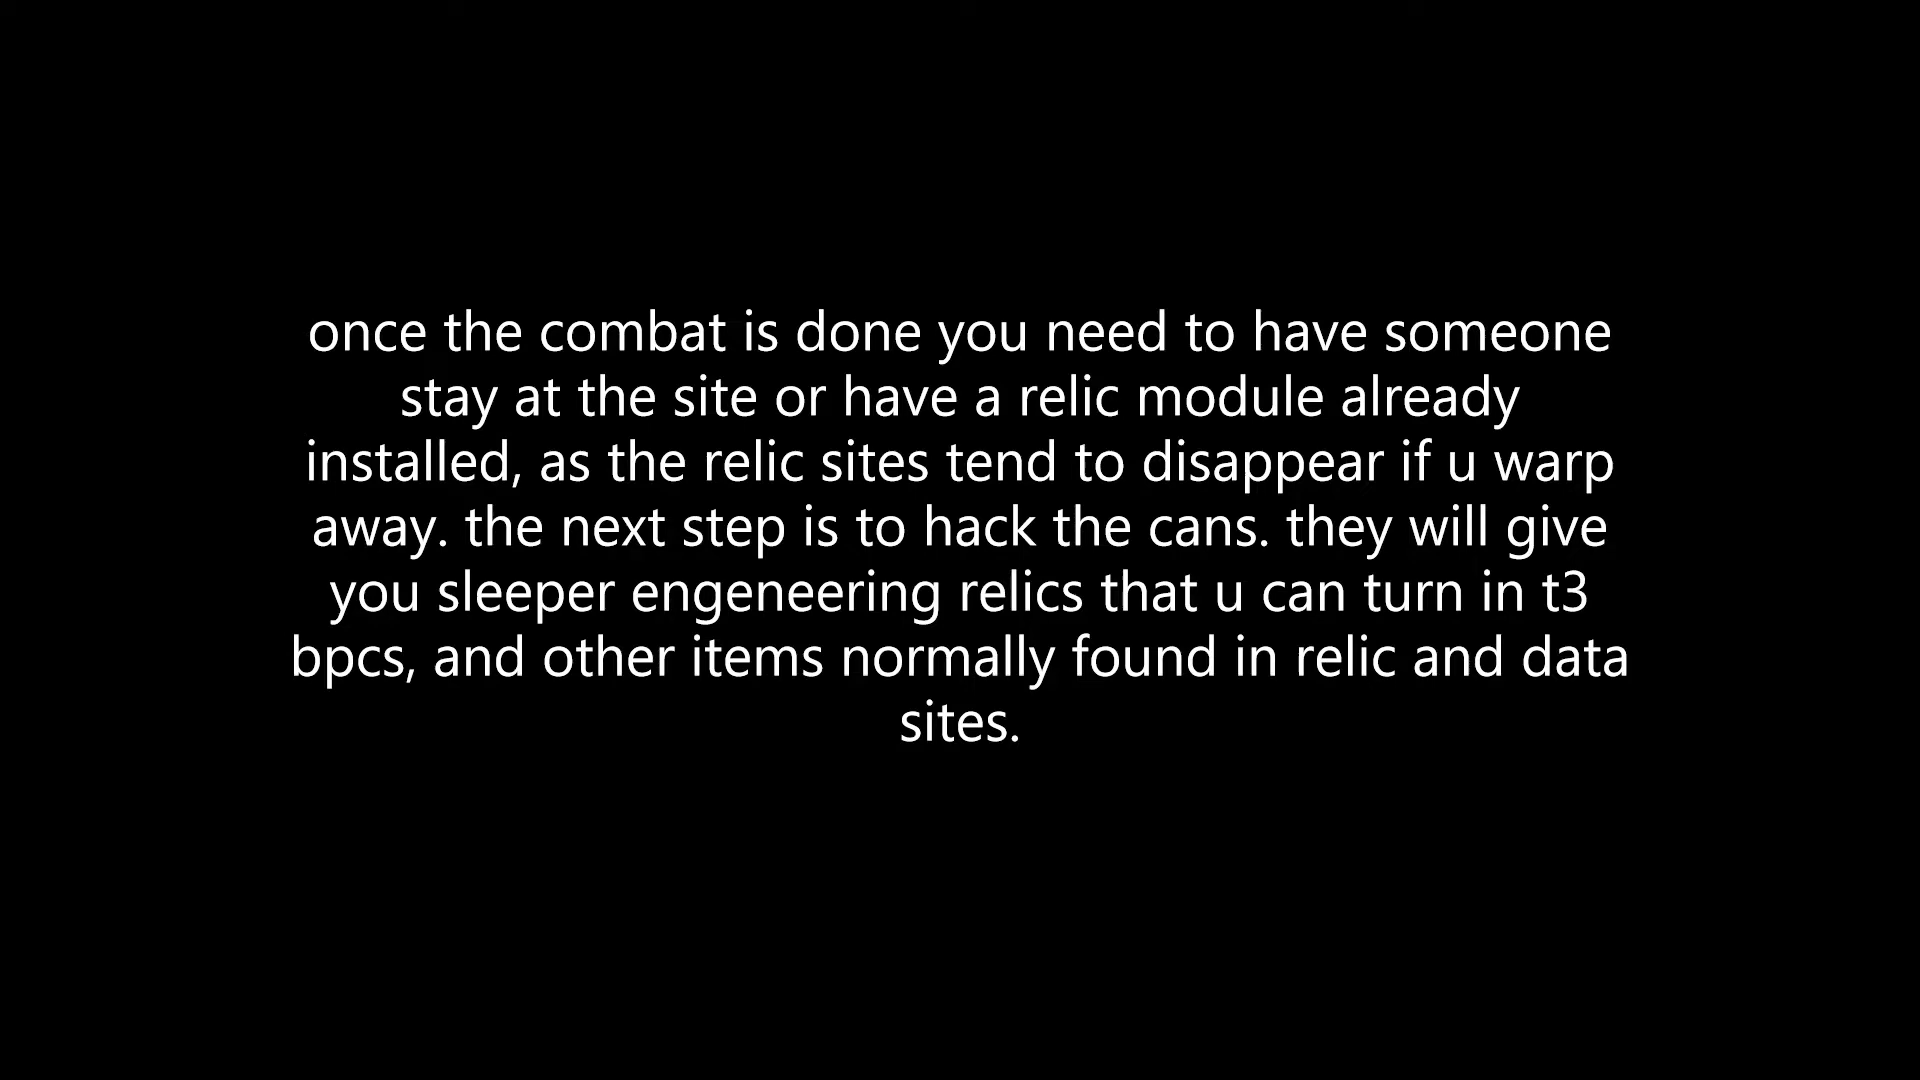 once the combat is done you need to have someone
stay at the site or have a relic module already
installed, as the relic sites tend to disappear if u warp
away. the next step is to hack the cans. they will give
you sleeper engeneering relics that u can turn in t3
bpcs, and other items normally found in relic and data
sites.